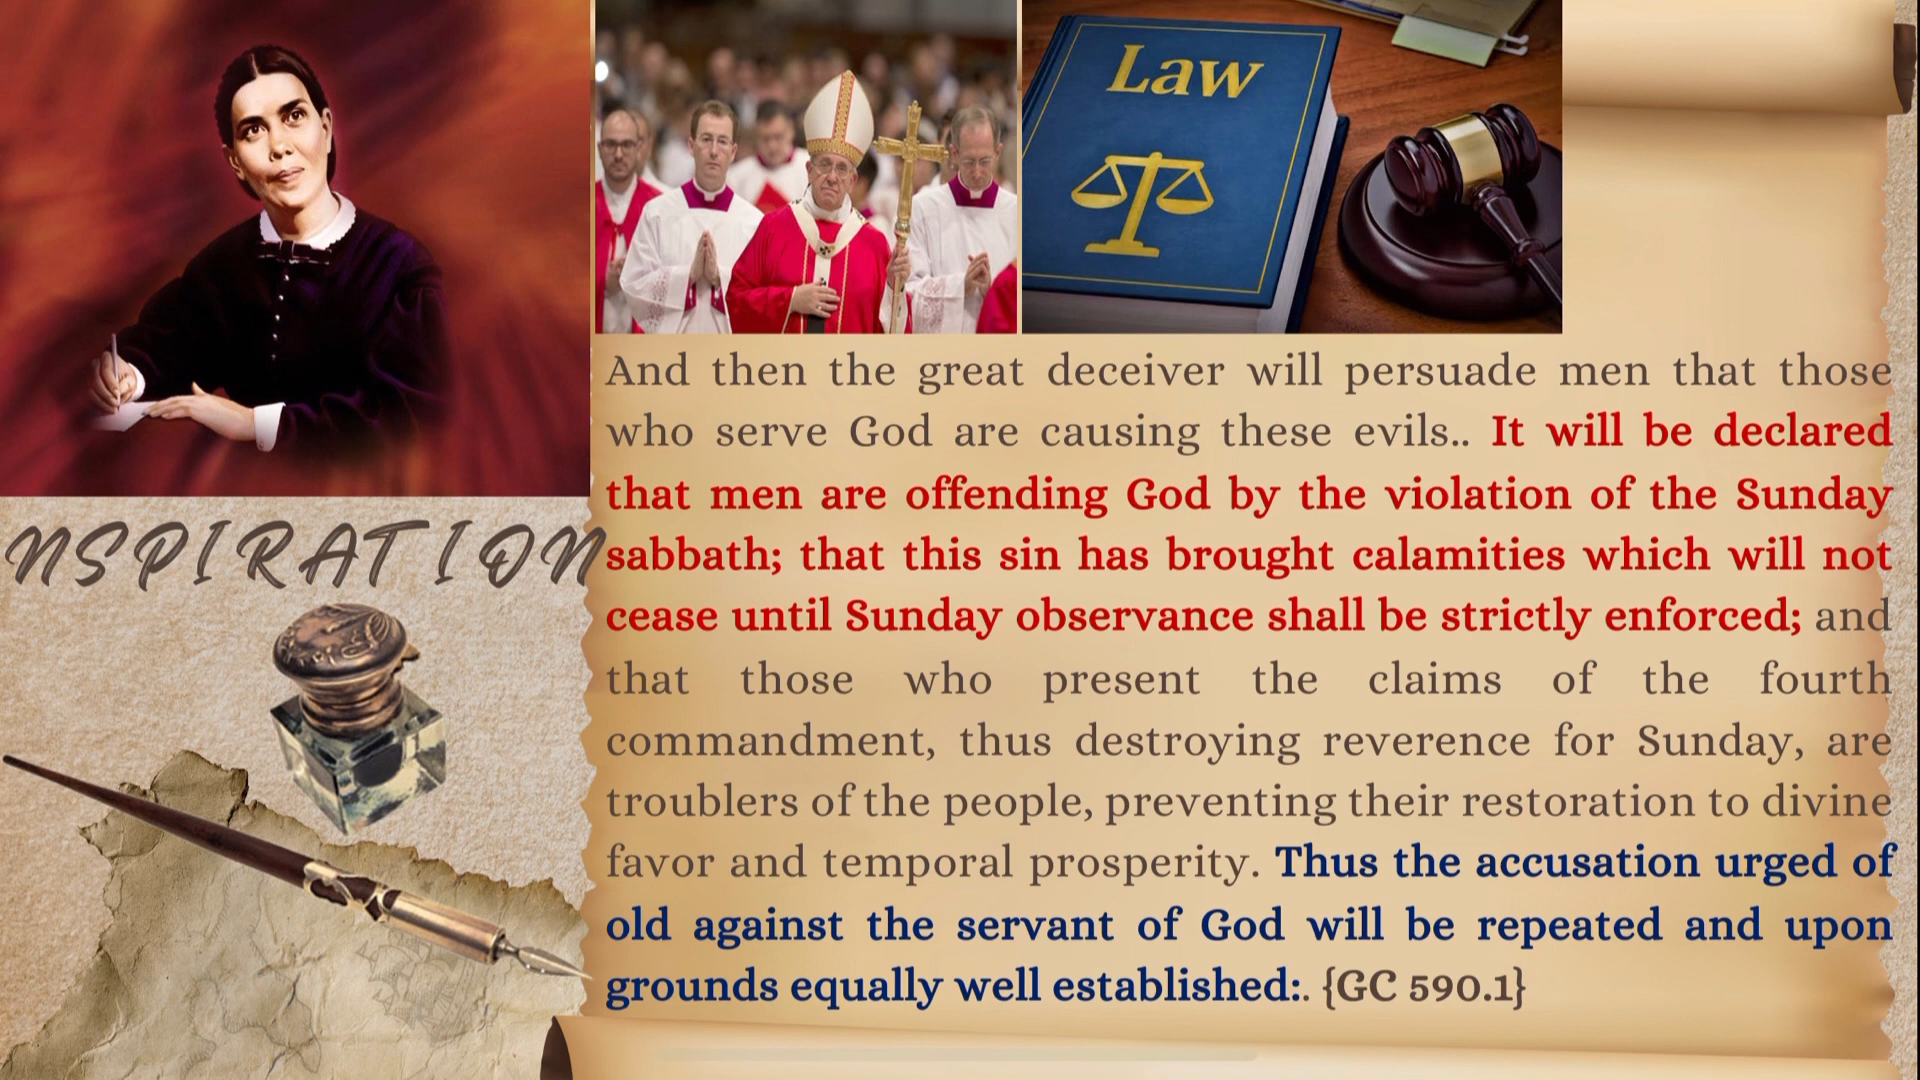 Law
NSPIRATION
And then the great deceiver will persuade men that those
who serve God are causing these evils.. It will be declared
that men are offending God by the violation of the Sunday
sabbath; that this sin has brought calamities which will not
cease until Sunday observance shall be strictly enforced; and
that those who present the claims of the fourth
commandment, thus destroying reverence for Sunday, are
troublers of the people, preventing their restoration to divine
favor and temporal prosperity. Thus the accusation urged of
old against the servant of God will be repeated and upon
grounds equally well established:. {GC 590.1}